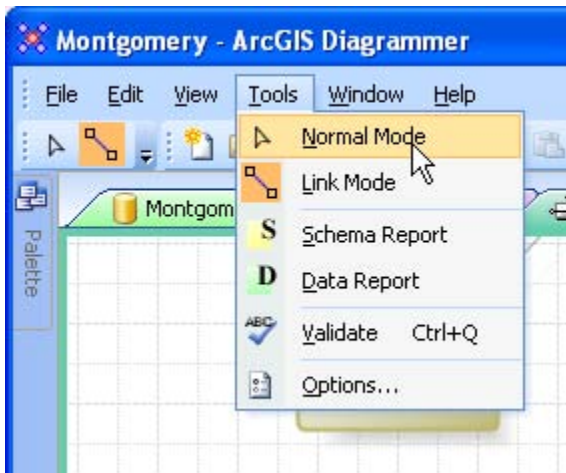 Montgomery - ArcGIS Diagrammer
File Edit View Tools Window Help
Normal Mode
Link Mode
Montgom
S Schema Report
D Data Report
ABC Validate Ctrl+Q
Options...
Palette